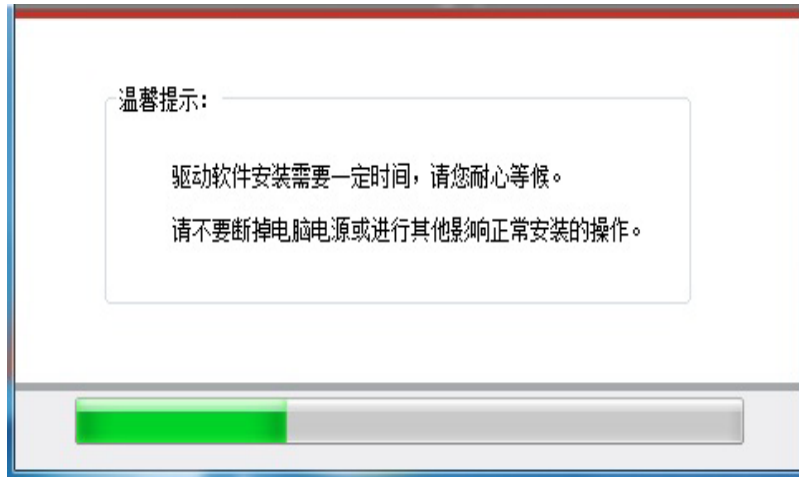 温馨提示：
驱动软件安装需要一定时间，请您耐心等候。
请不要断掉电脑电源或进行其他影响正常安装的操作。